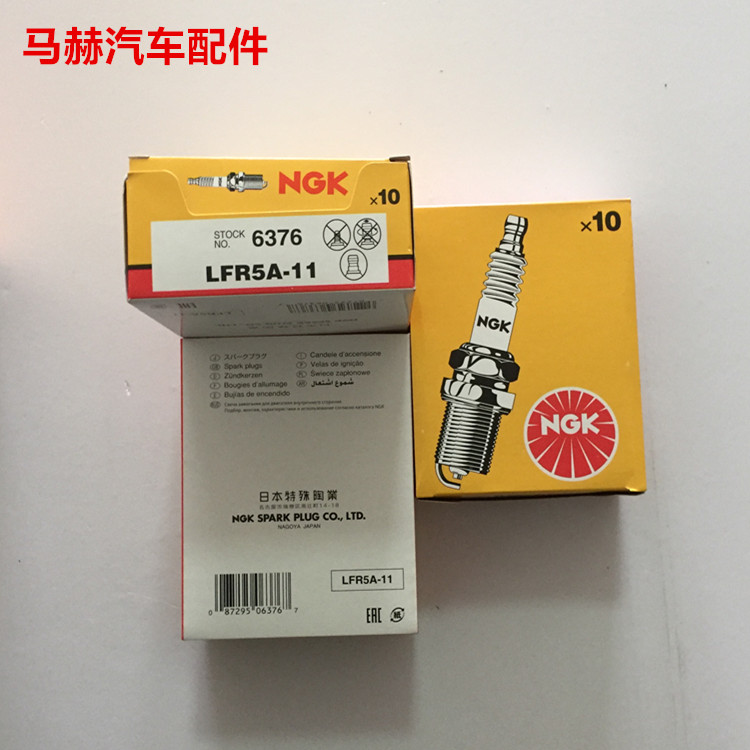 马赫汽车配件
NGK
×10
STOCK NO. 6376
LFR5A-11
×10
NGK
NGK
スパークプラグ
Spark plugs
Zündkerzen
Bougies d'allumage
Bujías de encendido
Candele d'accensione
Velas de ignição
Świece zapłonowe
شموع اشتعال
日本特殊陶業
NGK SPARK PLUG CO., LTD.
NAGOYA JAPAN
LFR5A-11
0 87295 06376 7
EAC